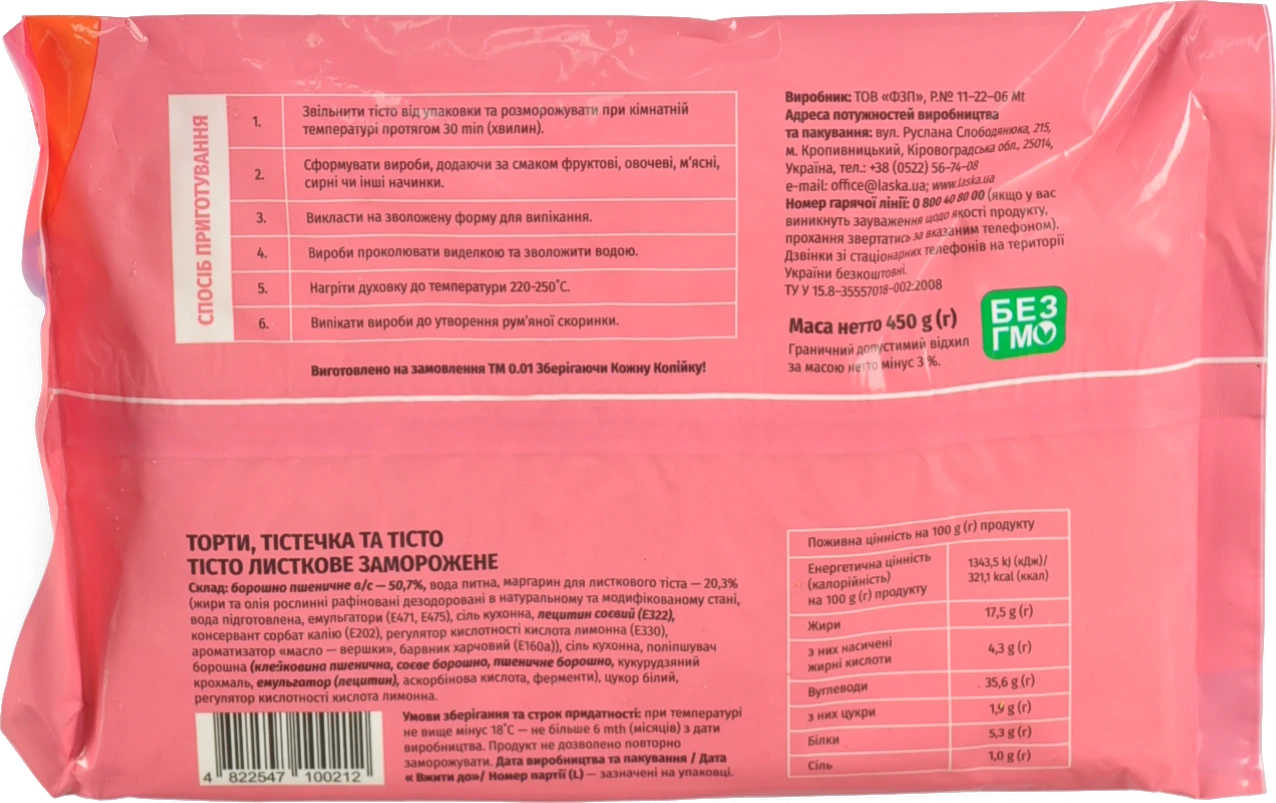 СПОСІБ ПРИГОТУВАННЯ
1. Звільнити тісто від упаковки та розморожувати при кімнатній
температурі протягом 30 min (хвилин).
2. Сформувати вироби, додаючи за смаком фруктові, овочеві, м'ясні,
сирні чи інші начинки.
3. Викласти на зволожену форму для випікання.
4. Вироби проколювати виделкою та зволожити водою.
5. Нагріти духовку до температури 220-250˚С.
6. Випікати вироби до утворення рум'яної скоринки.
Виготовлено на замовлення ТМ 0.01 Зберігаючи Кожну Копійку!
Виробник: ТОВ «ФЗП», Р.№ 11-22-06 Mt
Адреса потужностей виробництва
та пакування: вул. Руслана Слободянюка, 215,
м. Кропивницький, Кіровоградська обл., 25014,
Україна, тел.: +38 (0522) 56-74-08
e-mail: office@laska.ua; www.laska.ua
Номер гарячої лінії: 0 800 40 80 00 (якщо у вас
виникнуть зауваження щодо якості продукту,
прохання звертатись за вказаним телефоном).
Дзвінки зі стаціонарних телефонів на території
України безкоштовні.
ТУ У 15.8-35557018-002:2008
Маса нетто 450 g (г)
Граничний допустимий відхил
за масою нетто мінус 3 %.
БЕЗ
ГМО
ТОРТИ, ТІСТЕЧКА ТА ТІСТО
ТІСТО ЛИСТКОВЕ ЗАМОРОЖЕНЕ
Склад: борошно пшеничне в/с — 50,7%, вода питна, маргарин для листкового тіста — 20,3%
(жири та олія рослинні рафіновані дезодоровані в натуральному та модифікованому стані,
вода підготовлена, емульгатори (Е471, Е475), сіль кухонна, лецитин соєвий (Е322),
консервант сорбат калію (Е202), регулятор кислотності кислота лимонна (Е330),
ароматизатор «масло — вершки», барвник харчовий (Е160а)), сіль кухонна, поліпшувач
борошна (клейковина пшенична, соєве борошно, пшеничне борошно, кукурудзяний
крохмаль, емульгатор (лецитин), аскорбінова кислота, ферменти), цукор білий,
регулятор кислотності кислота лимонна.
4 822547 100212
Умови зберігання та строк придатності: при температурі
не вище мінус 18˚С — не більше 6 mth (місяців) з дати
виробництва. Продукт не дозволено повторно
заморожувати. Дата виробництва та пакування / Дата
« Вжити до»/ Номер партії (L) — зазначені на упаковці.
Поживна цінність на 100 g (г) продукту
Енергетична цінність
(калорійність)
на 100 g (г) продукту
1343,5 kJ (кДж)/
321,1 kcal (ккал)
Жири 17,5 g (г)
з них насичені
жирні кислоти 4,3 g (г)
Вуглеводи 35,6 g (г)
з них цукри 1,9 g (г)
Білки 5,3 g (г)
Сіль 1,0 g (г)